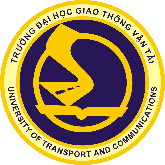 TRƯỜNG ĐẠI HỌC GIAO THÔNG VẬN TẢI
UNIVERSITY OF TRANSPORT AND COMMUNICATIONS